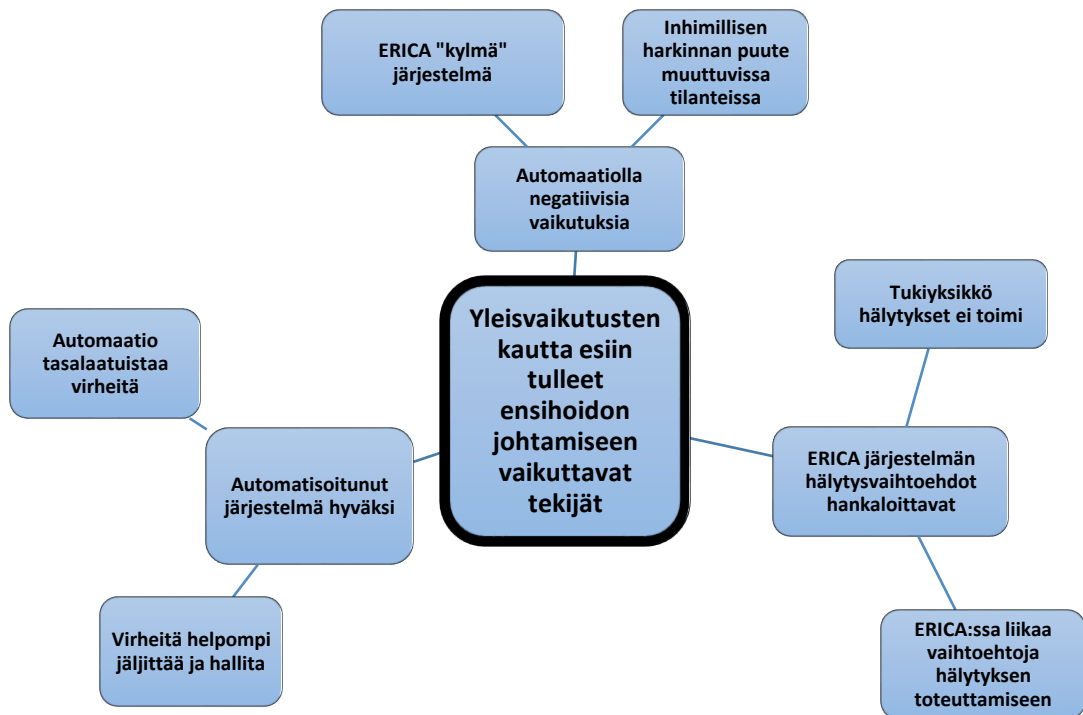 ERICA "kylmä"
järjestelmä
Inhimillisen
harkinnan puute
muuttuvissa
tilanteissa
Automaatiolla
negatiivisia
vaikutuksia
Tukiyksikkö
hälytykset ei toimi
Yleisvaikutusten
kautta esiin
tulleet
ensihoidon
johtamiseen
vaikuttavat
tekijät
Automaatio
tasalaatuistaa
virheitä
Automatisoitunut
järjestelmä hyväksi
ERICA järjestelmän
hälytysvaihtoehdot
hankaloittavat
Virheitä helpompi
jäljittää ja hallita
ERICA:ssa liikaa
vaihtoehtoja
hälytyksen
toteuttamiseen